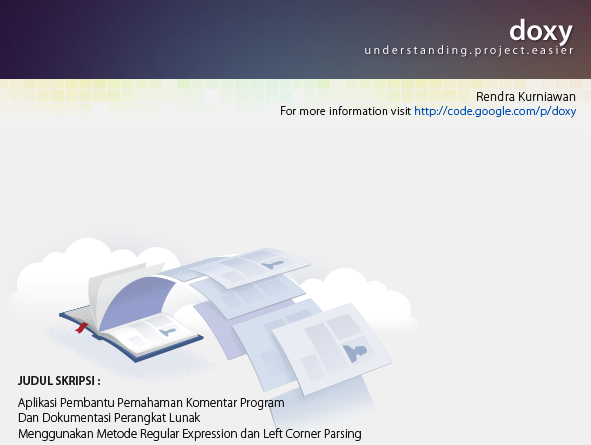 doxy
understanding.project.easier
Rendra Kurniawan
For more information visit http://code.google.com/p/doxy
JUDUL SKRIPSI :
Aplikasi Pembantu Pemahaman Komentar Program
Dan Dokumentasi Perangkat Lunak
Menggunakan Metode Regular Expression dan Left Corner Parsing